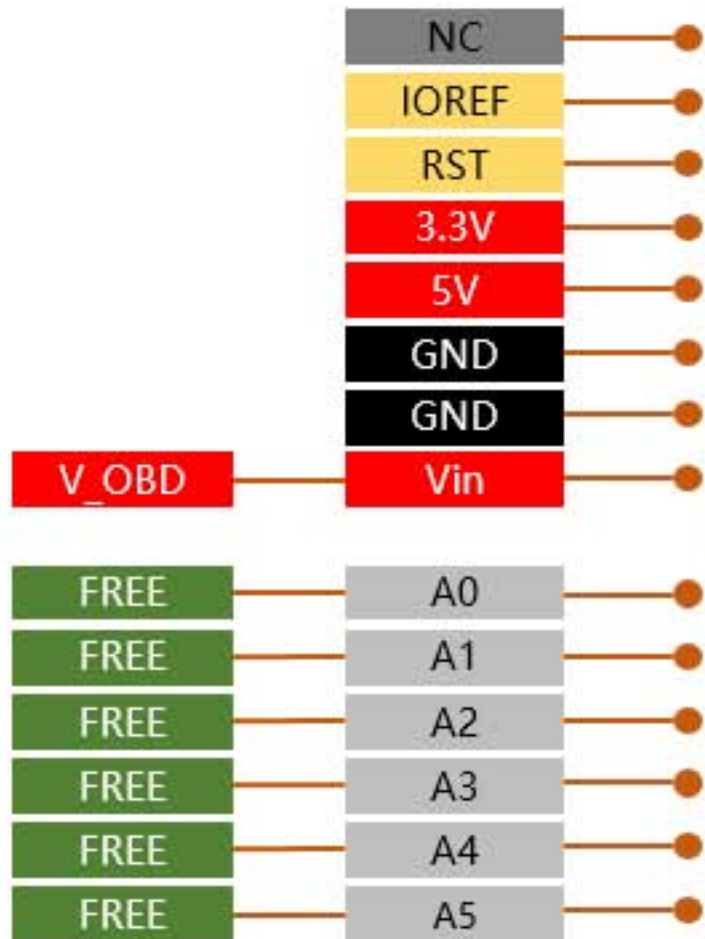 NC
IOREF
RST
3.3V
5V
GND
GND
V_OBD Vin
FREE A0
FREE A1
FREE A2
FREE A3
FREE A4
FREE A5